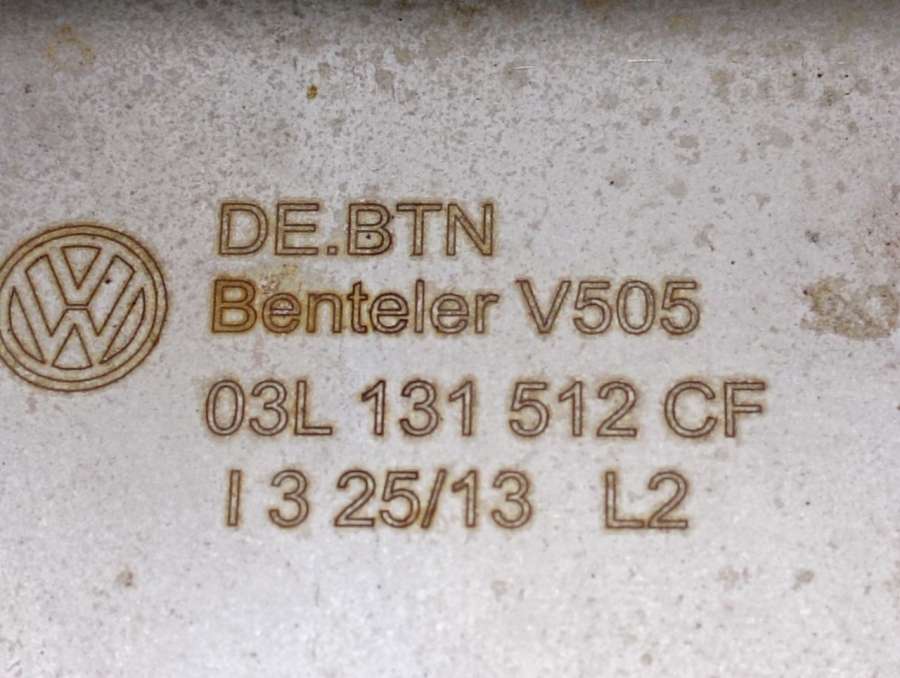 DE.BTN
Benteler V505
03L 131 512 CF
I 3 25/13 L2